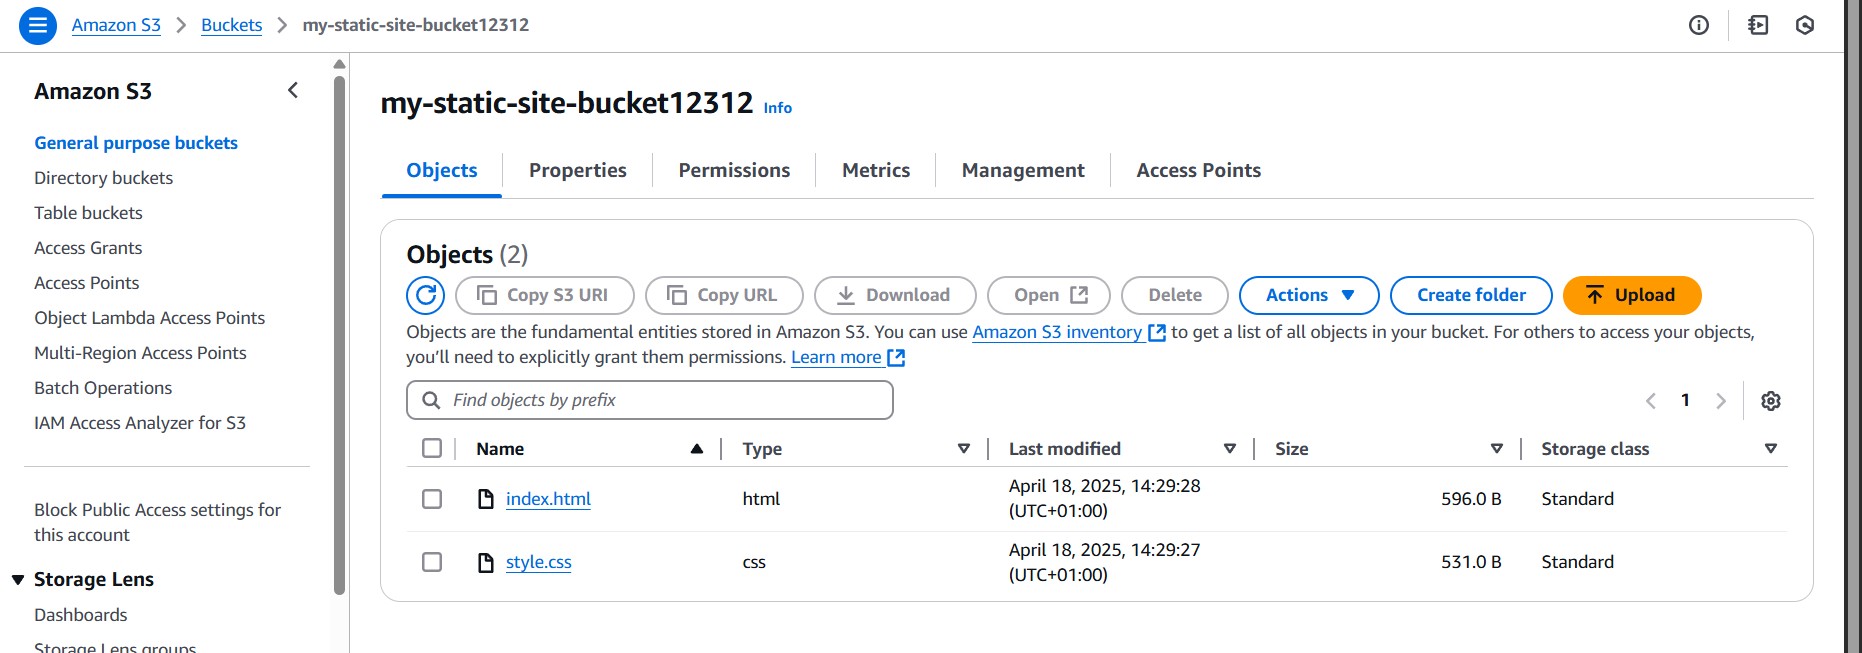 Amazon S3 > Buckets > my-static-site-bucket12312
Amazon S3
General purpose buckets
Directory buckets
Table buckets
Access Grants
Access Points
Object Lambda Access Points
Multi-Region Access Points
Batch Operations
IAM Access Analyzer for S3
Block Public Access settings for
this account
Storage Lens
Dashboards
Storage Lens groups
my-static-site-bucket12312 Info
Objects Properties Permissions Metrics Management Access Points
Objects (2)
Copy S3 URI Copy URL Download Open Delete Actions Create folder Upload
Objects are the fundamental entities stored in Amazon S3. You can use Amazon S3 inventory to get a list of all objects in your bucket. For others to access your objects,
you'll need to explicitly grant them permissions. Learn more
Find objects by prefix
1
Name Type Last modified Size Storage class
index.html html April 18, 2025, 14:29:28 (UTC+01:00) 596.0 B Standard
style.css css April 18, 2025, 14:29:27 (UTC+01:00) 531.0 B Standard